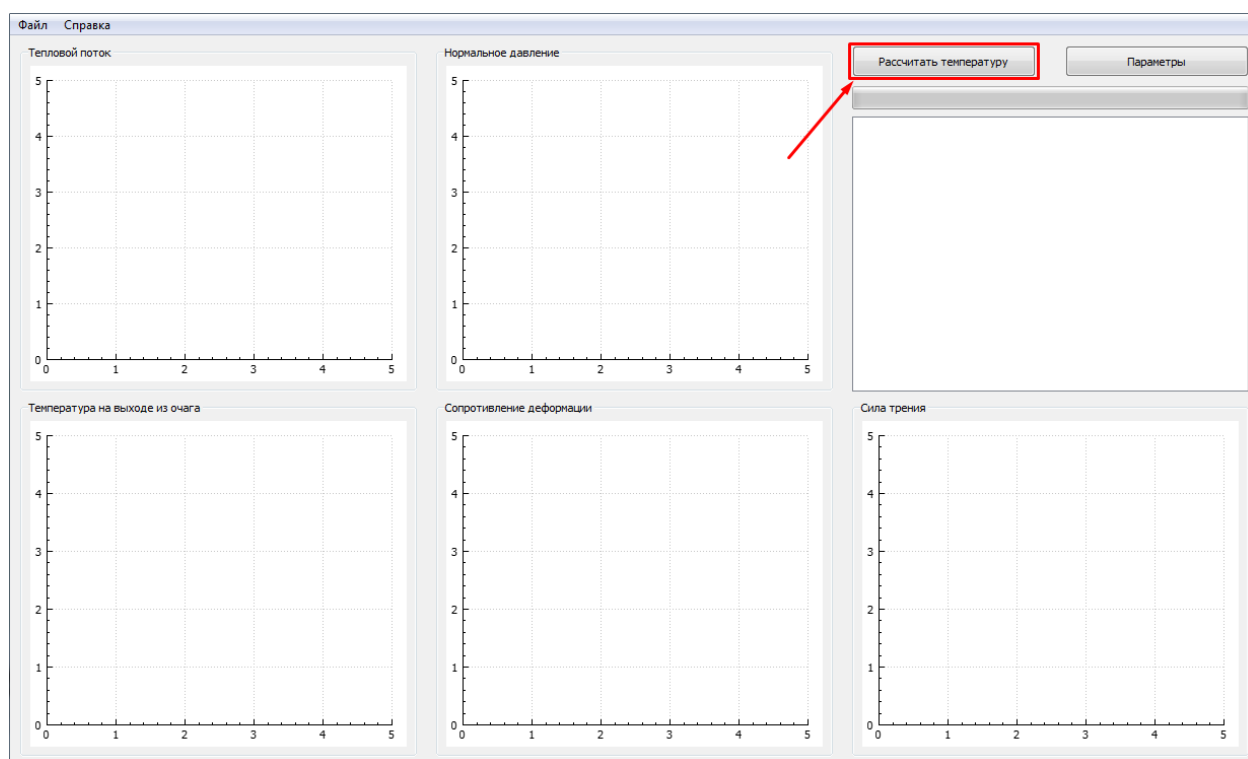 Файл Справка
Тепловой поток
5
4
3
2
1
0
0 1 2 3 4 5
Нормальное давление
5
4
3
2
1
0
0 1 2 3 4 5
Рассчитать температуру
Параметры
Температура на выходе из очага
5
4
3
2
1
0
0 1 2 3 4 5
Сопротивление деформации
5
4
3
2
1
0
0 1 2 3 4 5
Сила трения
5
4
3
2
1
0
0 1 2 3 4 5